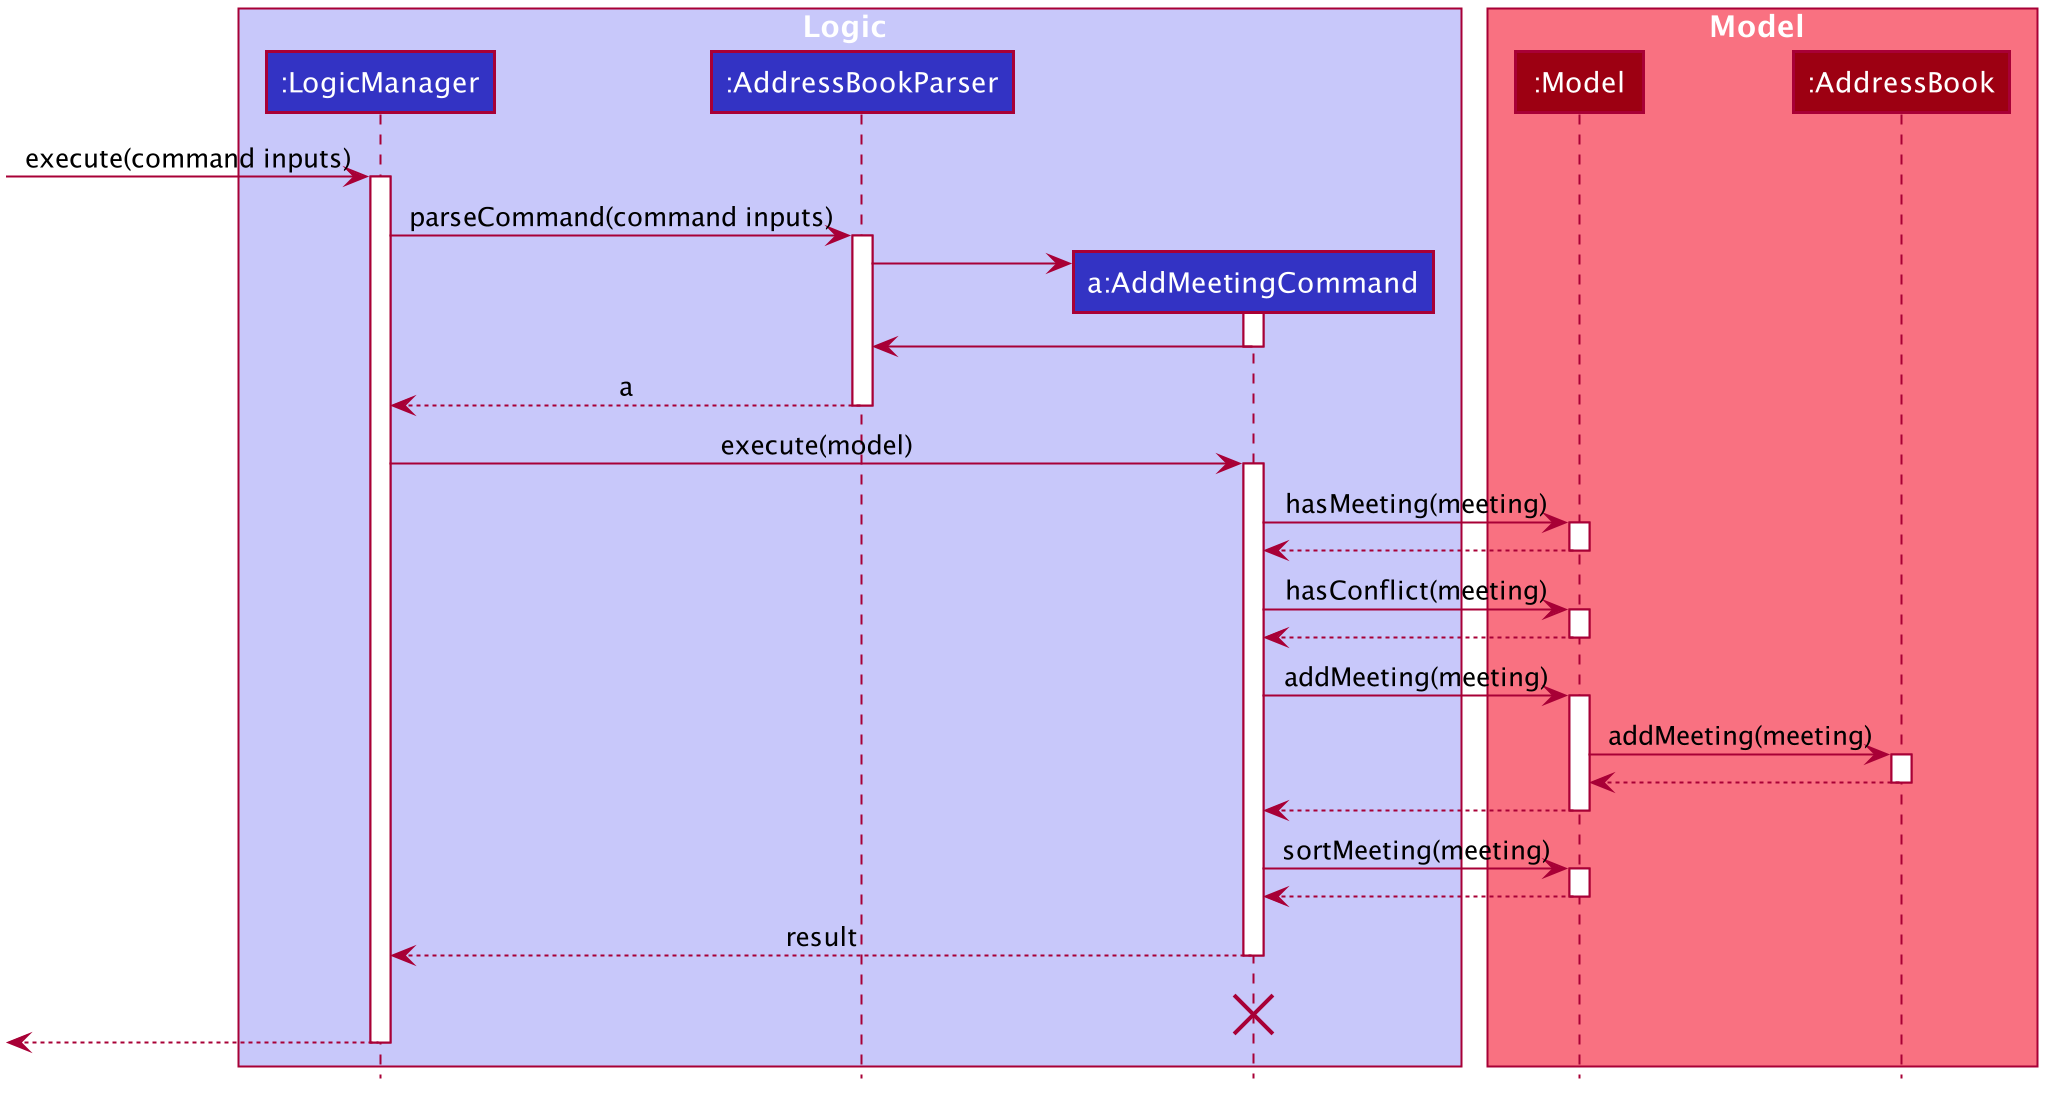 Logic
Model
:LogicManager
:AddressBookParser
:Model
:AddressBook
execute(command inputs)
parseCommand(command inputs)
a:AddMeetingCommand
a
execute(model)
hasMeeting(meeting)
hasConflict(meeting)
addMeeting(meeting)
addMeeting(meeting)
sortMeeting(meeting)
result